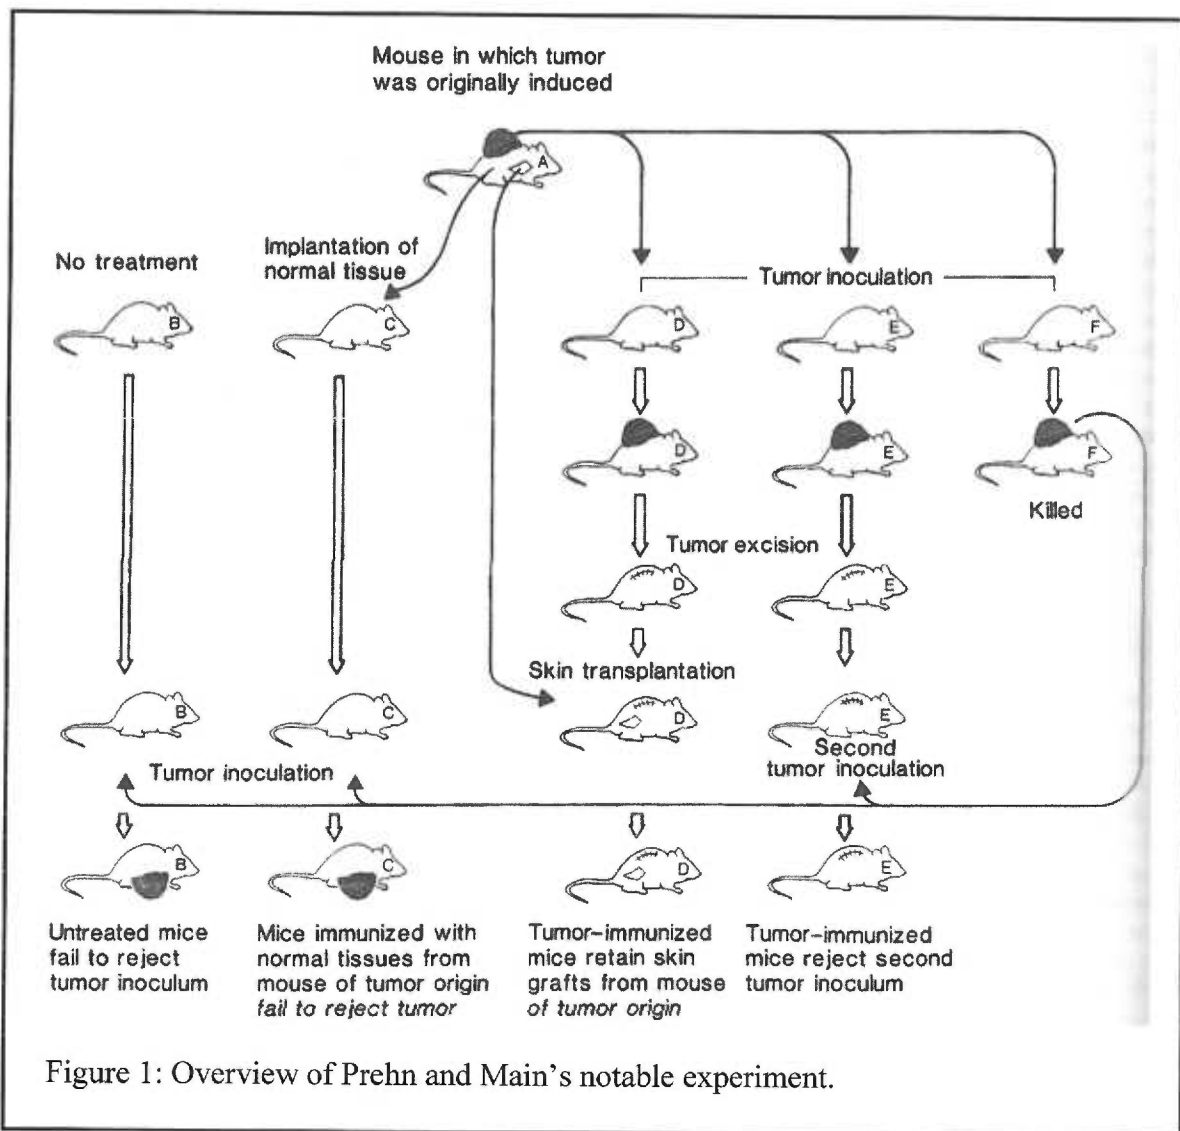 Mouse in which tumor
was originally induced
A
No treatment
Implantation of
normal tissue
Tumor inoculation
B
C
D
E
F
D
E
F
Killed
Tumor excision
D
E
Skin transplantation
B
C
D
E
Second
tumor inoculation
Tumor inoculation
B
C
D
E
Untreated mice
fail to reject
tumor inoculum
Mice immunized with
normal tissues from
mouse of tumor origin
fail to reject tumor
Tumor-immunized
mice retain skin
grafts from mouse
of tumor origin
Tumor-immunized
mice reject second
tumor inoculum
Figure 1: Overview of Prehn and Main's notable experiment.